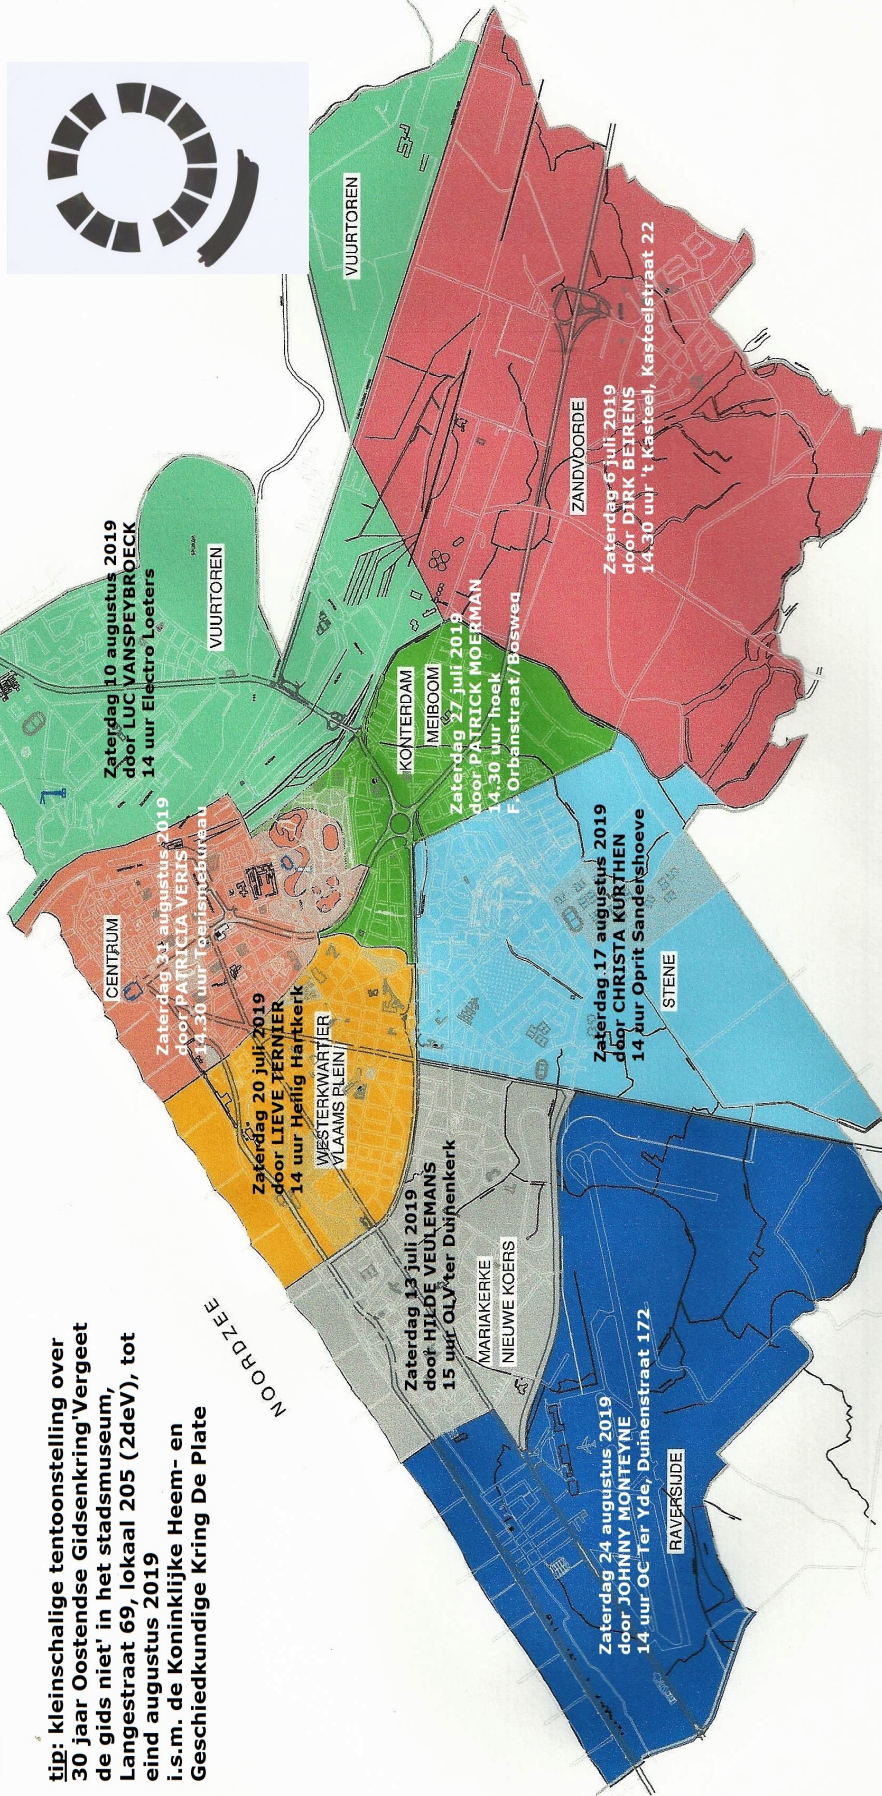 tip: kleinschalige tentoonstelling over
30 jaar Oostendse Gidsenkring'Vergeet
de gids niet' in het stadsmuseum,
Langestraat 69, lokaal 205 (2deV), tot
eind augustus 2019
i.s.m. de Koninklijke Heem- en
Geschiedkundige Kring De Plate
NOORDZEE
CENTRUM
Zaterdag 31 augustus 2019
door PATRICIA VERIS
14.30 uur Toerismebureau
Zaterdag 10 augustus 2019
door LUC VANSPEYBROECK
14 uur Electro Loeters
VUURTOREN
VUURTOREN
Zaterdag 20 juli 2019
door LIEVE TERNIER
14 uur Heilig Hartkerk
WESTERKWARTIER
VLAAMS PLEIN
KONTERDAM
MEIBOOM
Zaterdag 27 juli 2019
door PATRICK MOERMAN
14.30 uur hoek
F. Orbanstraat/Bosweg
Zaterdag 13 juli 2019
door HILDE VEULEMANS
15 uur OLV ter Duinenkerk
MARIAKERKE
NIEUWE KOERS
ZANDVOORDE
Zaterdag 6 juli 2019
door DIRK BEIRENS
14.30 uur 't Kasteel, Kasteelstraat 22
Zaterdag 17 augustus 2019
door CHRISTA KURTHEN
14 uur Oprit Sandershoeve
STENE
Zaterdag 24 augustus 2019
door JOHNNY MONTEYNE
14 uur OC Ter Yde, Duinenstraat 172
RAVERSIJDE